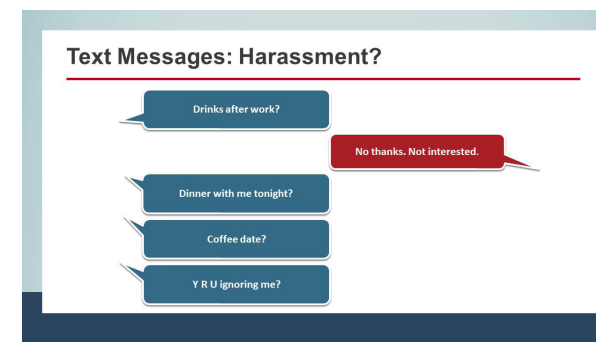 Text Messages: Harassment?
Drinks after work?
No thanks. Not interested.
Dinner with me tonight?
Coffee date?
Y R U ignoring me?